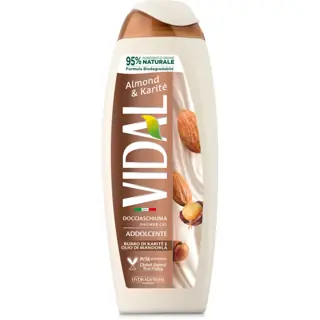 95%
NATURALE
Formula Biodegradabile
Almond
& Karité
VIDAL
DOCCIASCHIUMA
SHOWER GEL
ADDOLCENTE
BURRO DI KARITÉ E
OLIO DI MANDORLA